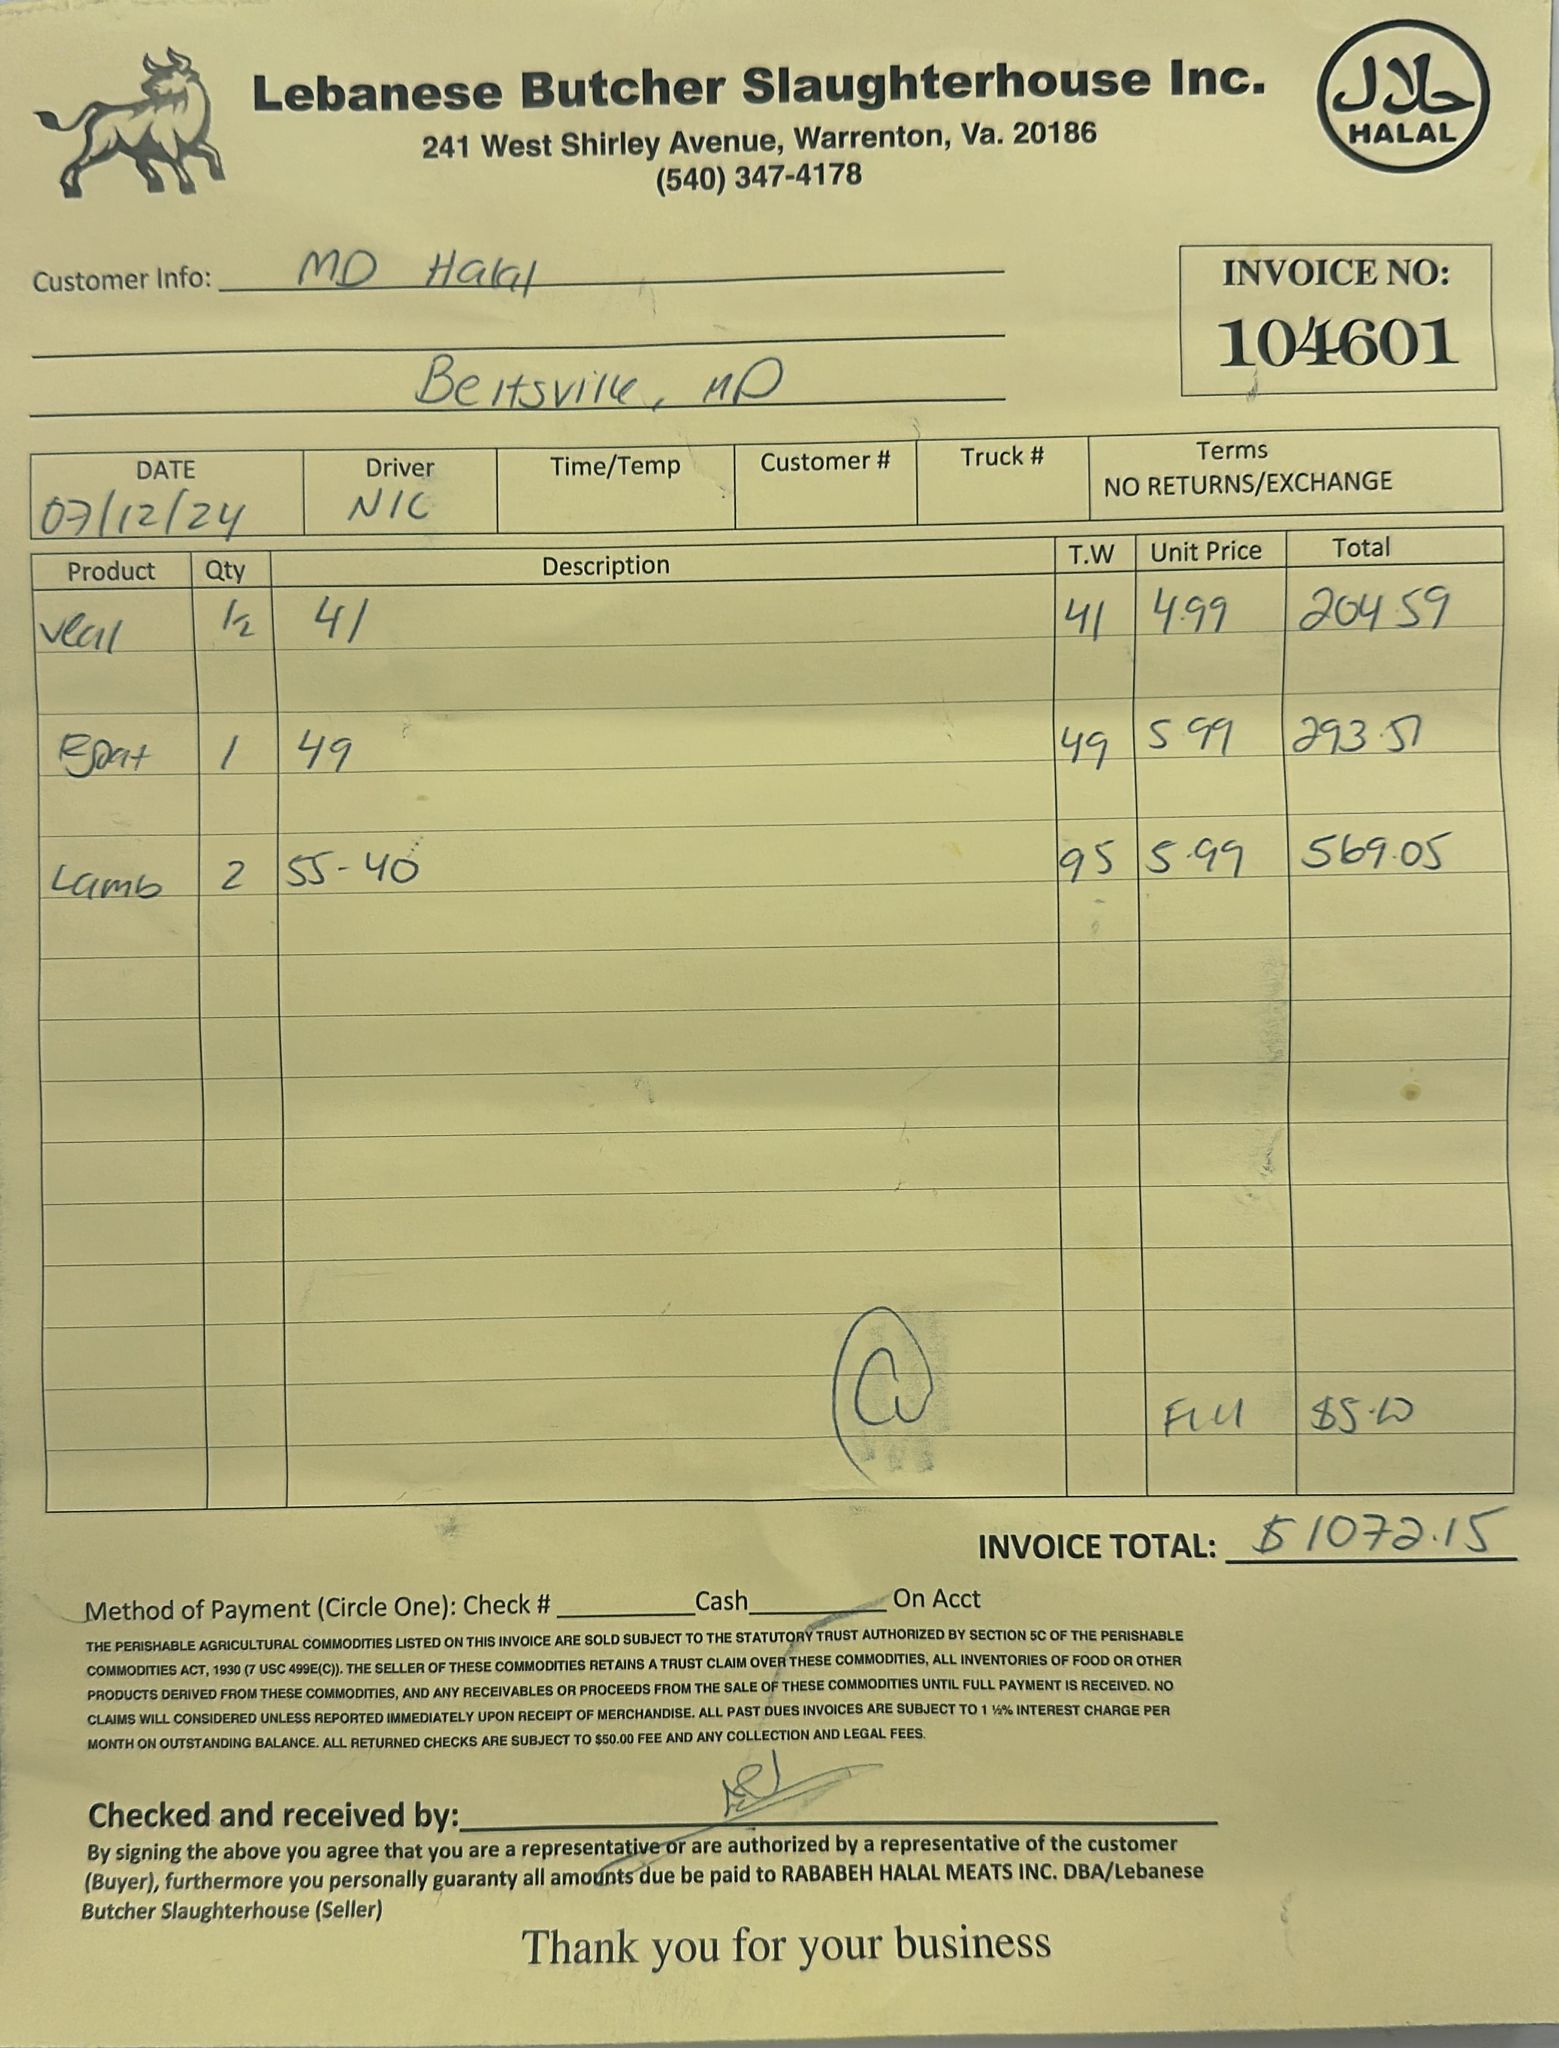 Lebanese Butcher Slaughterhouse Inc.
241 West Shirley Avenue, Warrenton, Va. 20186
(540) 347-4178
حلال
HALAL
Customer Info: MD Halal
Beltsville, MD
INVOICE NO:
104601
DATE Driver Time/Temp Customer # Truck # Terms
07/12/24 NIC NO RETURNS/EXCHANGE
Product Qty Description T.W Unit Price Total
Veal 1/2 41 41 4.99 204.59
Goat 1 49 49 5.99 293.51
Lamb 2 55-40 95 5.99 569.05
$5.00
INVOICE TOTAL: $1072.15
Method of Payment (Circle One): Check # Cash On Acct
THE PERISHABLE AGRICULTURAL COMMODITIES LISTED ON THIS INVOICE ARE SOLD SUBJECT TO THE STATUTORY TRUST AUTHORIZED BY SECTION 5C OF THE PERISHABLE
COMMODITIES ACT, 1930 (7 USC 499E(C)). THE SELLER OF THESE COMMODITIES RETAINS A TRUST CLAIM OVER THESE COMMODITIES, ALL INVENTORIES OF FOOD OR OTHER
PRODUCTS DERIVED FROM THESE COMMODITIES, AND ANY RECEIVABLES OR PROCEEDS FROM THE SALE OF THESE COMMODITIES UNTIL FULL PAYMENT IS RECEIVED. NO
CLAIMS WILL CONSIDERED UNLESS REPORTED IMMEDIATELY UPON RECEIPT OF MERCHANDISE. ALL PAST DUES INVOICES ARE SUBJECT TO 1 ½% INTEREST CHARGE PER
MONTH ON OUTSTANDING BALANCE. ALL RETURNED CHECKS ARE SUBJECT TO $50.00 FEE AND ANY COLLECTION AND LEGAL FEES.
Checked and received by:
By signing the above you agree that you are a representative or are authorized by a representative of the customer
(Buyer), furthermore you personally guaranty all amounts due be paid to RABABEH HALAL MEATS INC. DBA/Lebanese
Butcher Slaughterhouse (Seller)
Thank you for your business